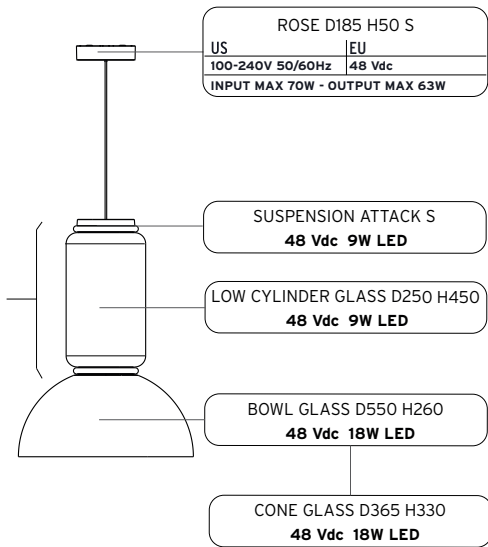 ROSE D185 H50 S
US EU
100-240V 50/60Hz 48 Vdc
INPUT MAX 70W - OUTPUT MAX 63W
SUSPENSION ATTACK S
48 Vdc 9W LED
LOW CYLINDER GLASS D250 H450
48 Vdc 9W LED
BOWL GLASS D550 H260
48 Vdc 18W LED
CONE GLASS D365 H330
48 Vdc 18W LED